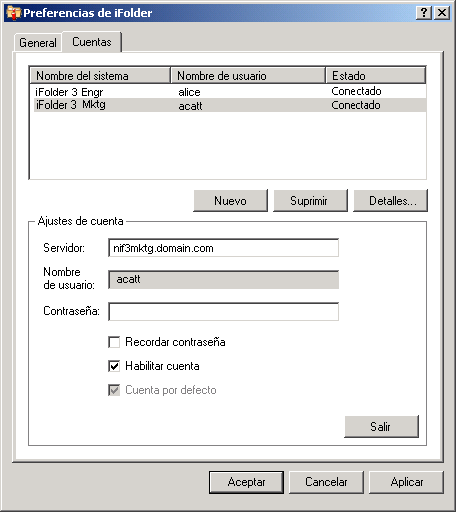 Preferencias de iFolder
General Cuentas
Nombre del sistema Nombre de usuario Estado
iFolder 3 Engr alice Conectado
iFolder 3 Mktg acatt Conectado
Nuevo Suprimir Detalles...
Ajustes de cuenta
Servidor: nif3mktg.domain.com
Nombre
de usuario: acatt
Contraseña:
Recordar contraseña
Habilitar cuenta
Cuenta por defecto
Salir
Aceptar Cancelar Aplicar